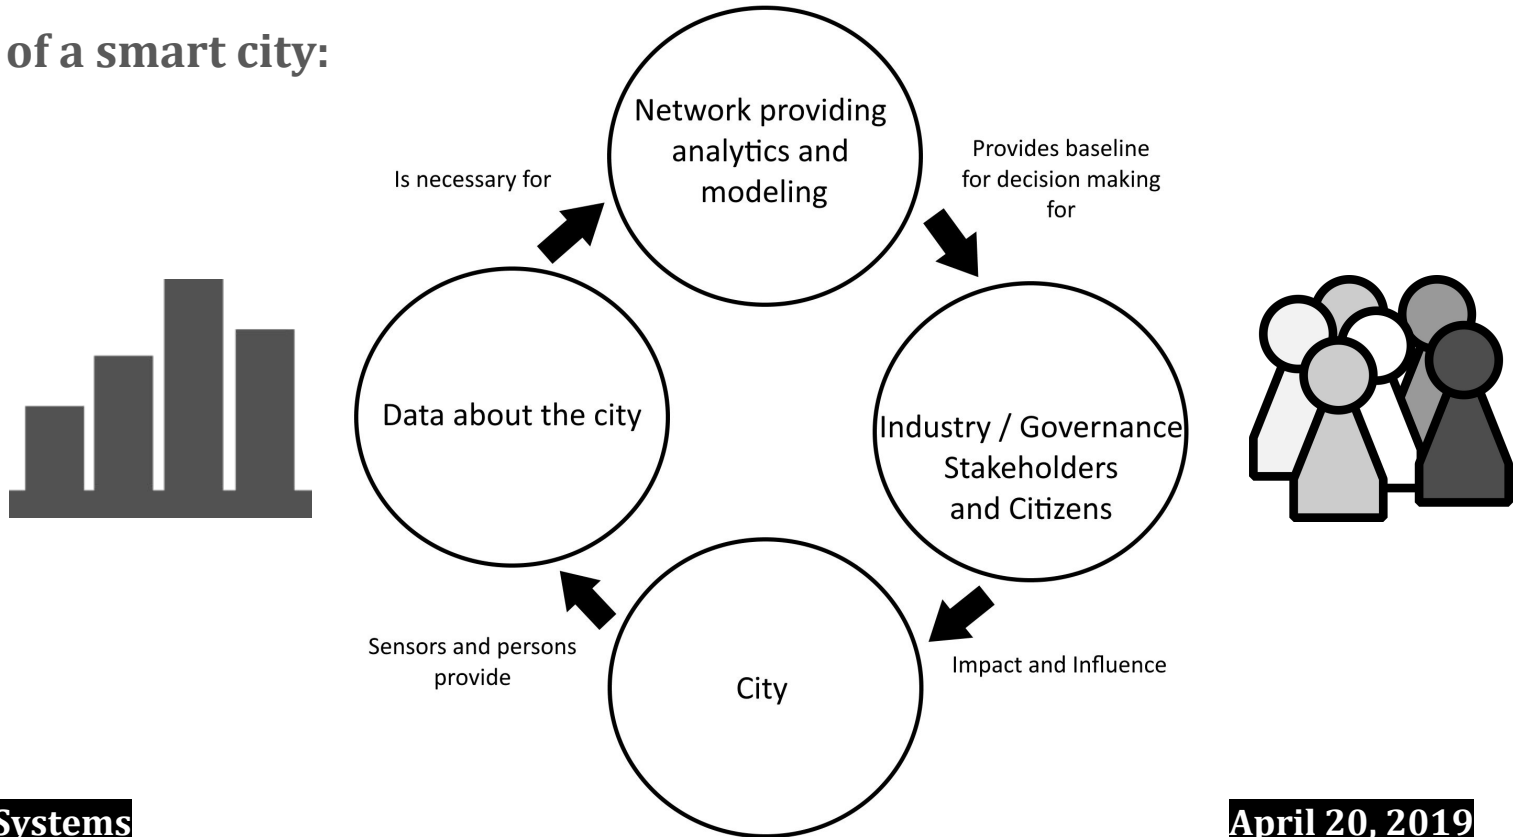 of a smart city:
Network providing
analytics and
modeling
Is necessary for
Provides baseline
for decision making
for
Data about the city
Industry / Governance
Stakeholders
and Citizens
Sensors and persons
provide
Impact and Influence
City
Systems
April 20, 2019